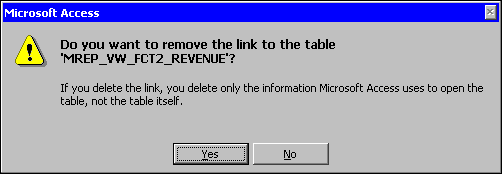 Microsoft Access
Do you want to remove the link to the table
'MREP_VW_FCT2_REVENUE'?
If you delete the link, you delete only the information Microsoft Access uses to open the
table, not the table itself.
Yes
No